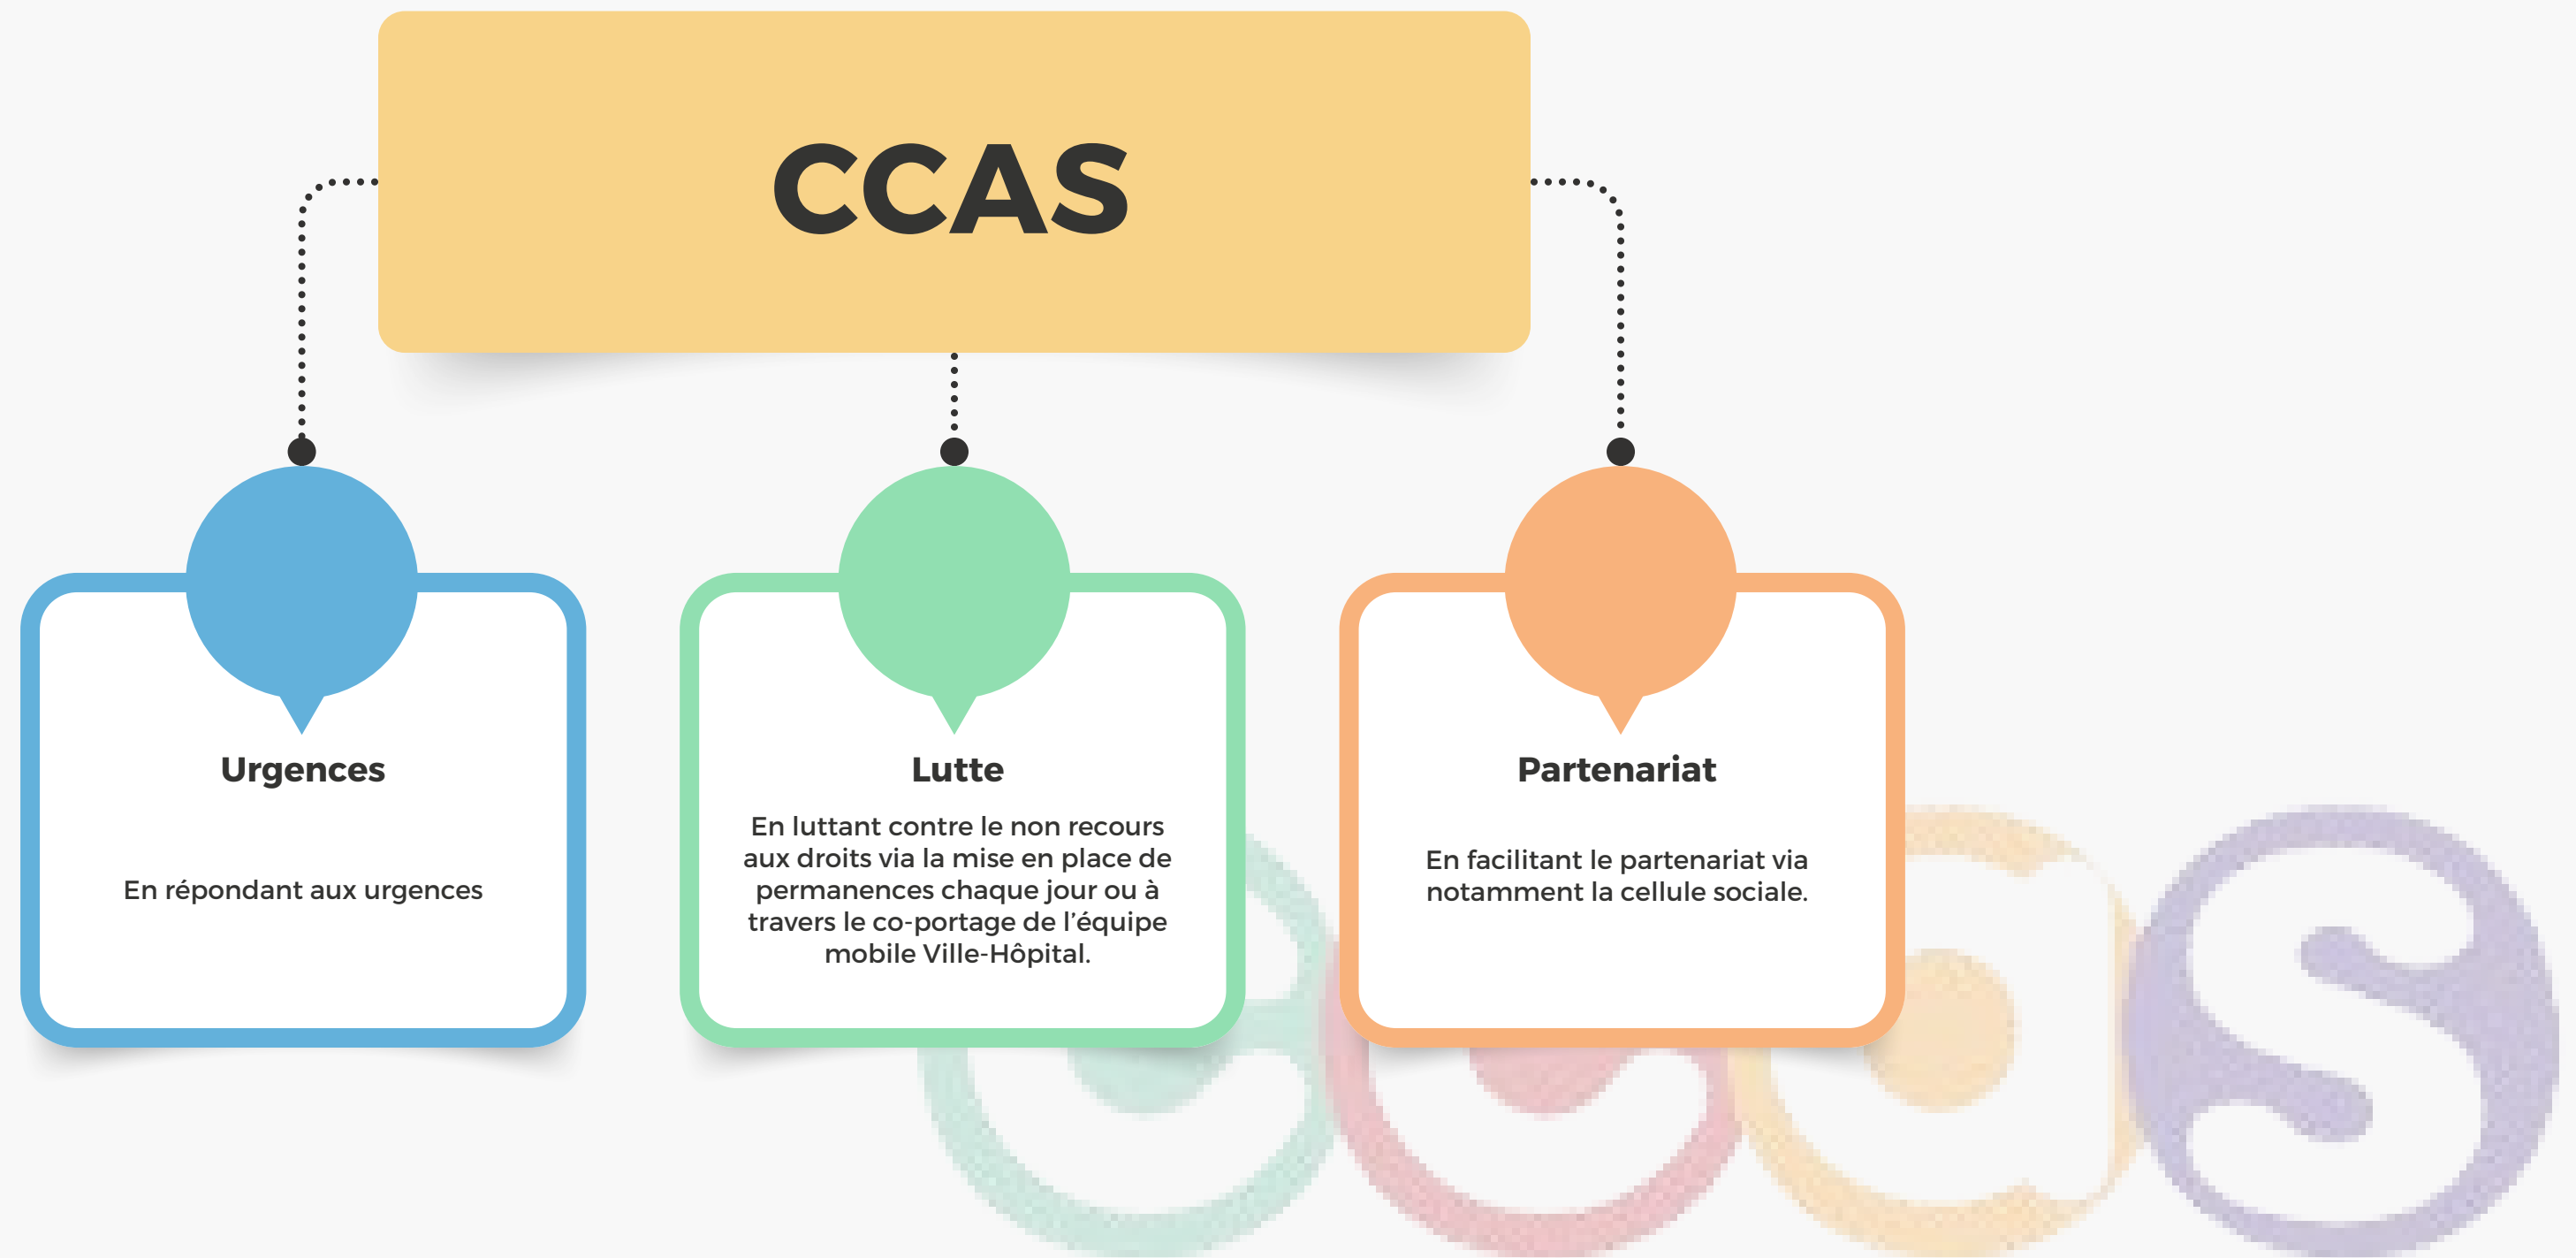 CCAS
Urgences
En répondant aux urgences
Lutte
En luttant contre le non recours
aux droits via la mise en place de
permanences chaque jour ou à
travers le co-portage de l'équipe
mobile Ville-Hôpital.
Partenariat
En facilitant le partenariat via
notamment la cellule sociale.
ccas